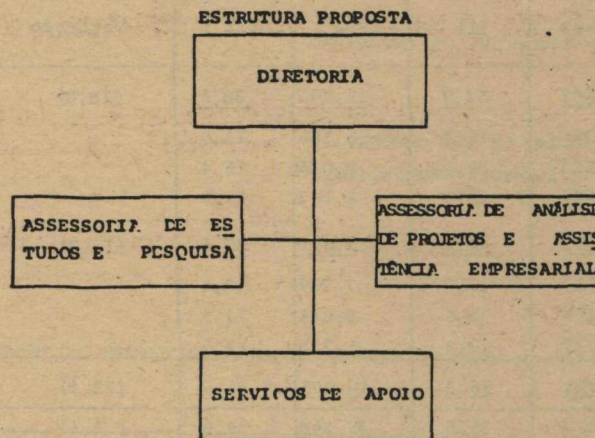 ESTRUTURA PROPOSTA
DIRETORIA
ASSESSORIA DE ES
TUDOS E PESQUISA
ASSESSORIA DE ANÁLISE
DE PROJETOS E ASSIS
TÊNCIA EMPRESARIAL
SERVIÇOS DE APOIO